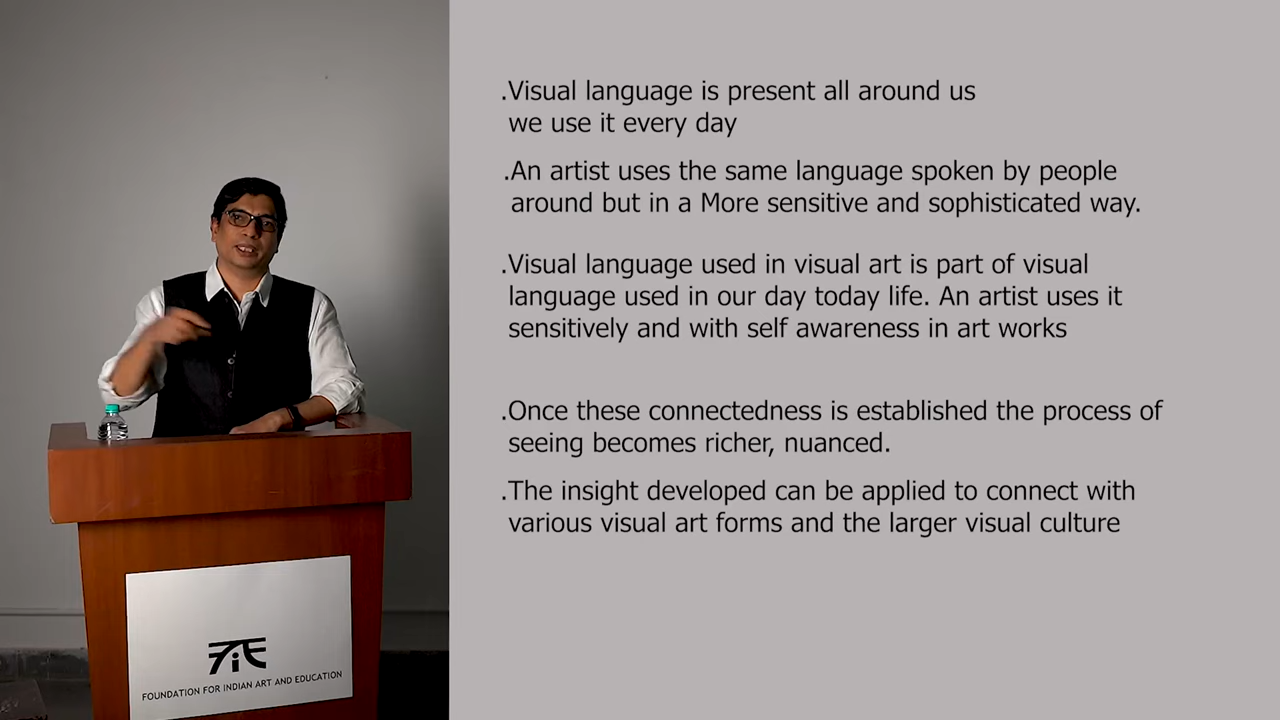 .Visual language is present all around us
we use it every day
.An artist uses the same language spoken by people
around but in a More sensitive and sophisticated way.
.Visual language used in visual art is part of visual
language used in our day today life. An artist uses it
sensitively and with self awareness in art works
.Once these connectedness is established the process of
seeing becomes richer, nuanced.
.The insight developed can be applied to connect with
various visual art forms and the larger visual culture
FIE
FOUNDATION FOR INDIAN ART AND EDUCATION